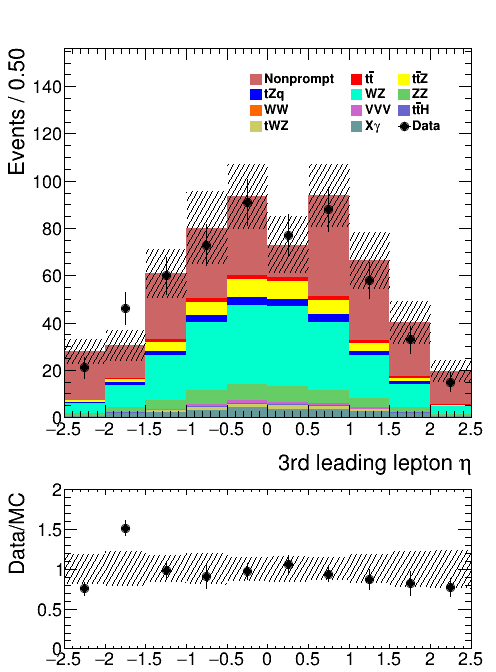 Events / 0.50
140
120
100
80
60
40
20
0
Nonprompt tt̄ tt̄Z
tZq WZ ZZ
WW VVV tt̄H
tWZ Xγ Data
−2.5 −2 −1.5 −1 −0.5 0 0.5 1 1.5 2 2.5
3rd leading lepton η
Data/MC
2
1.5
1
0.5
0
−2.5 −2 −1.5 −1 −0.5 0 0.5 1 1.5 2 2.5